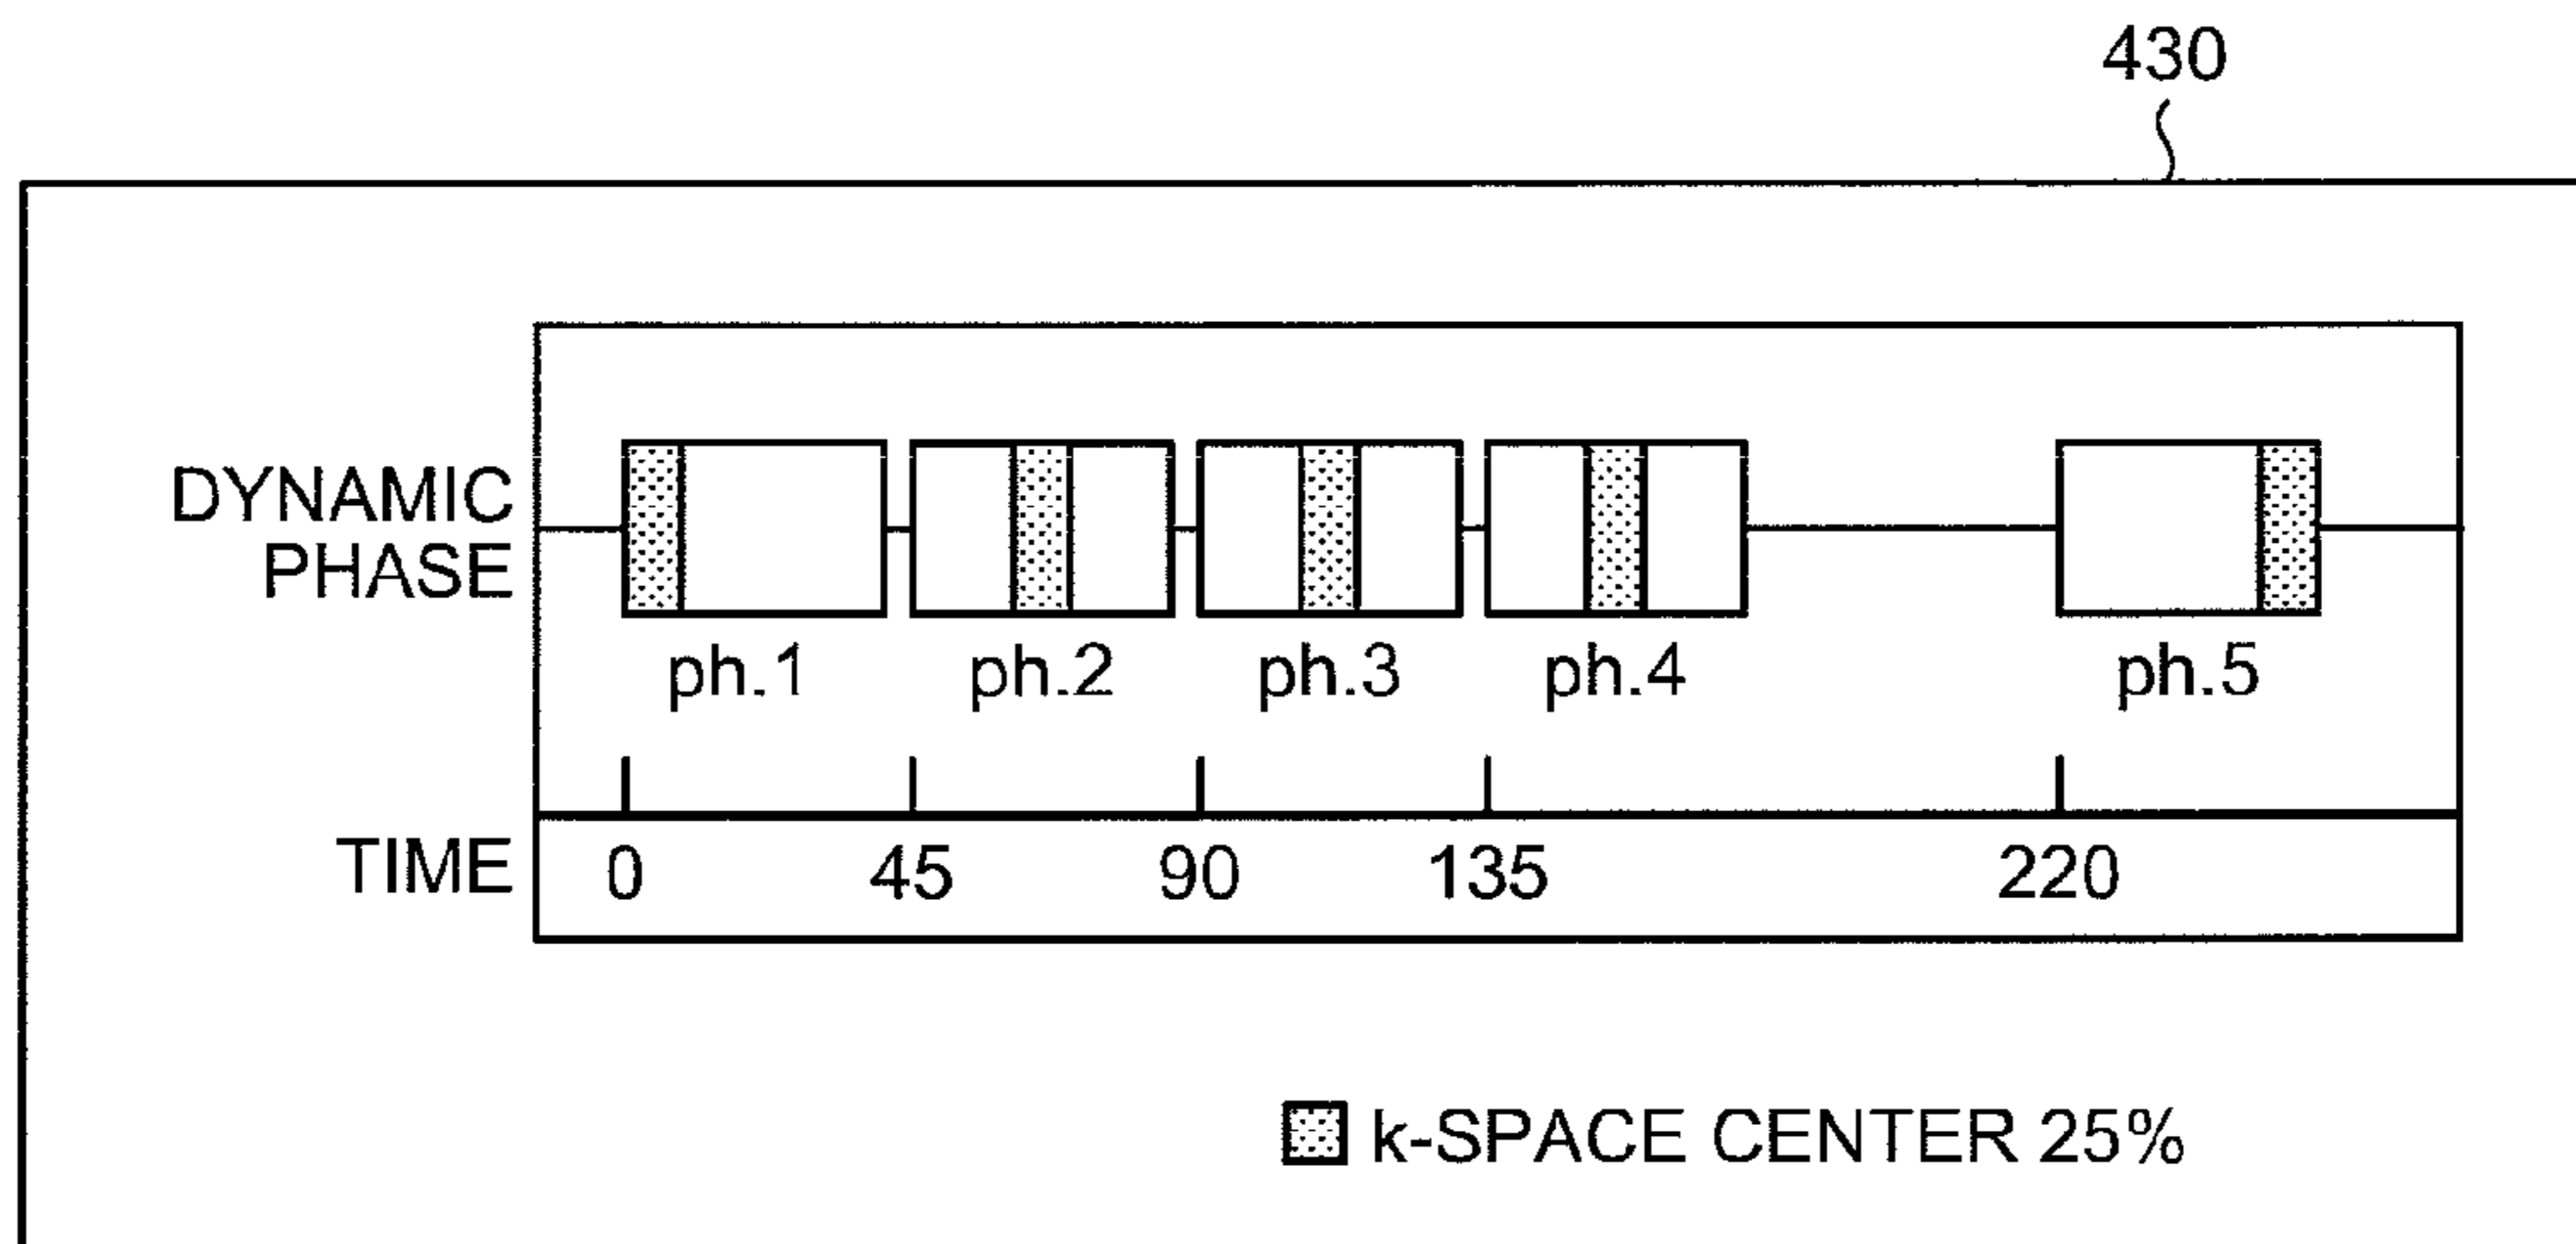 430
DYNAMIC
PHASE
ph.1 ph.2 ph.3 ph.4 ph.5
TIME 0 45 90 135 220
k-SPACE CENTER 25%